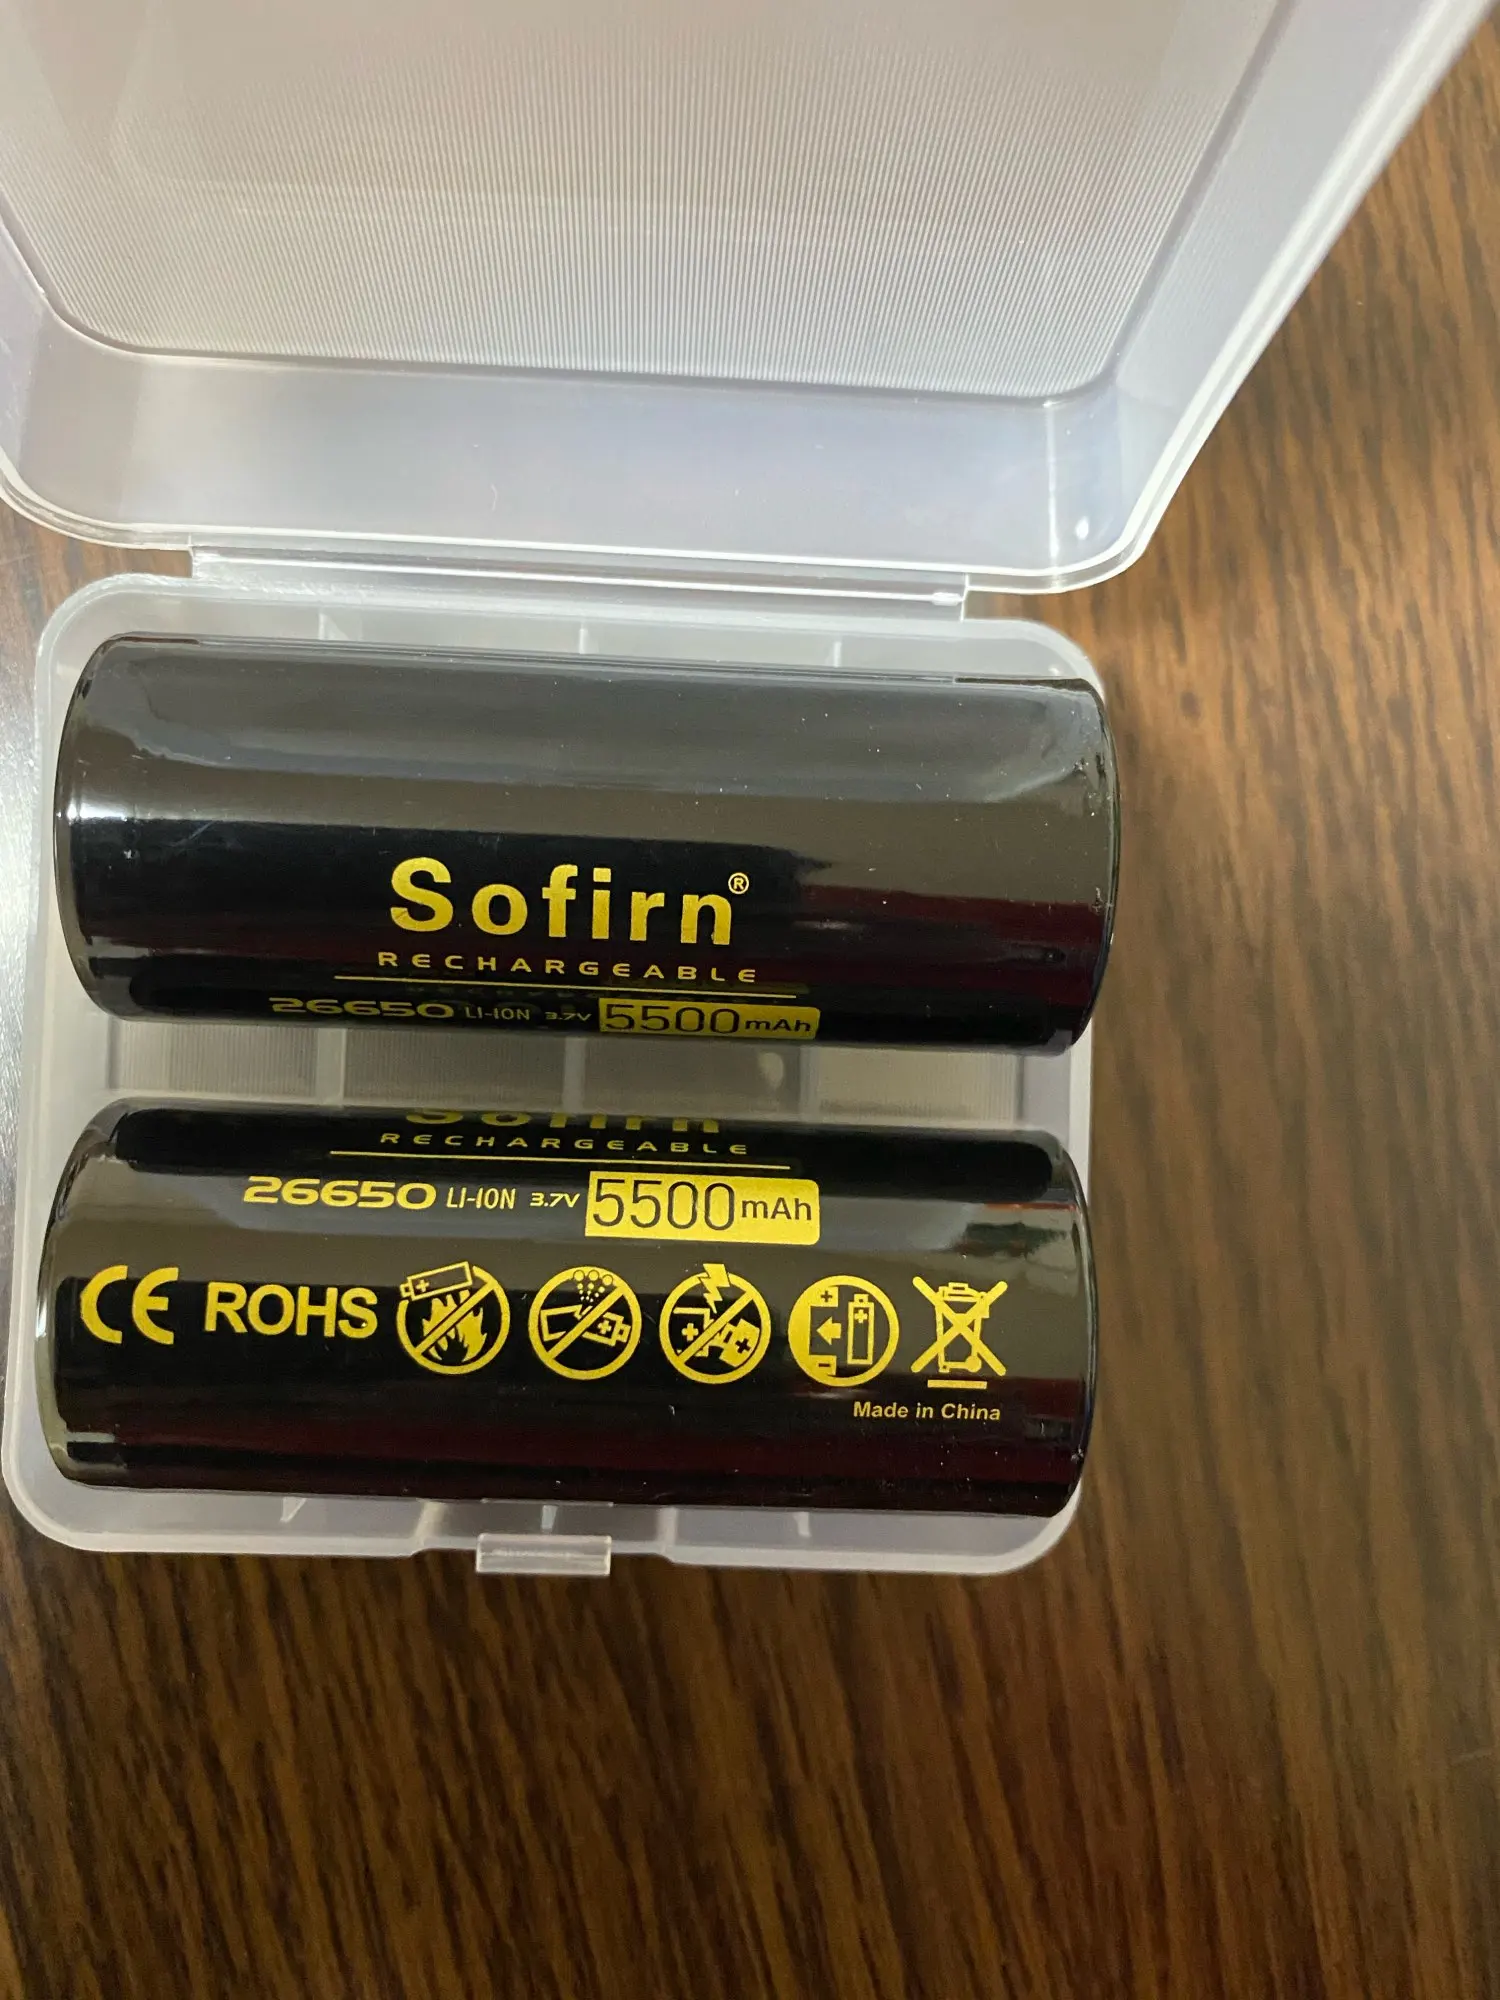 Sofirn®
RECHARGEABLE
26650 LI-ION 3.7V 5500mAh
Sofirn
RECHARGEABLE
26650 LI-ION 3.7V 5500mAh
CE ROHS
Made in China